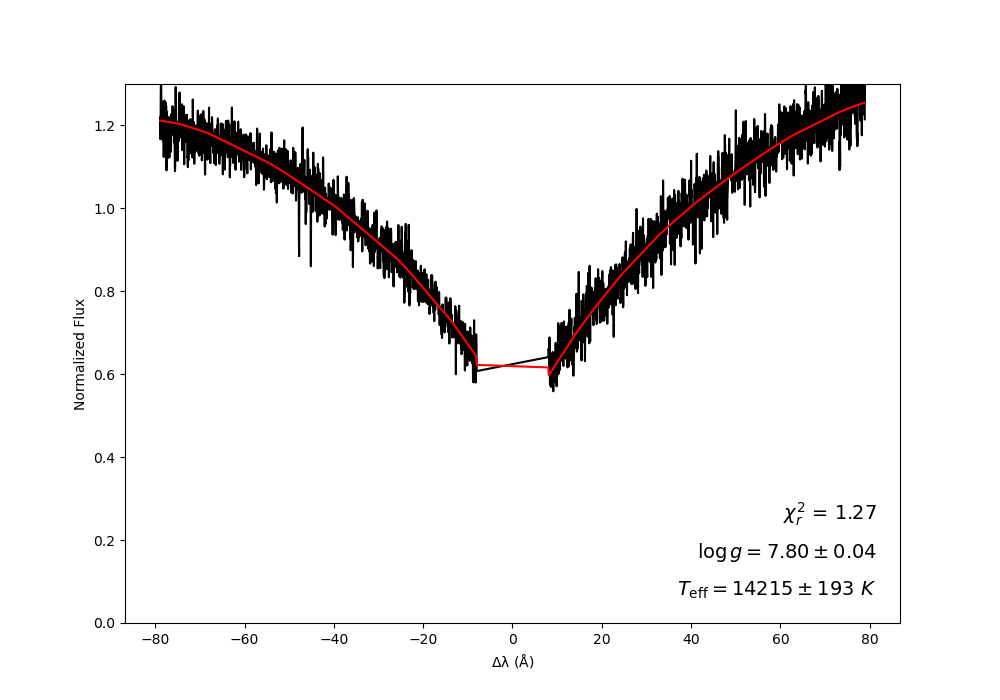 1.2
1.0
0.8
0.6
0.4
0.2
0.0
Normalized Flux
χ²ᵣ = 1.27
log g = 7.80 ± 0.04
T_eff = 14215 ± 193 K
−80 −60 −40 −20 0 20 40 60 80
Δλ (Å)